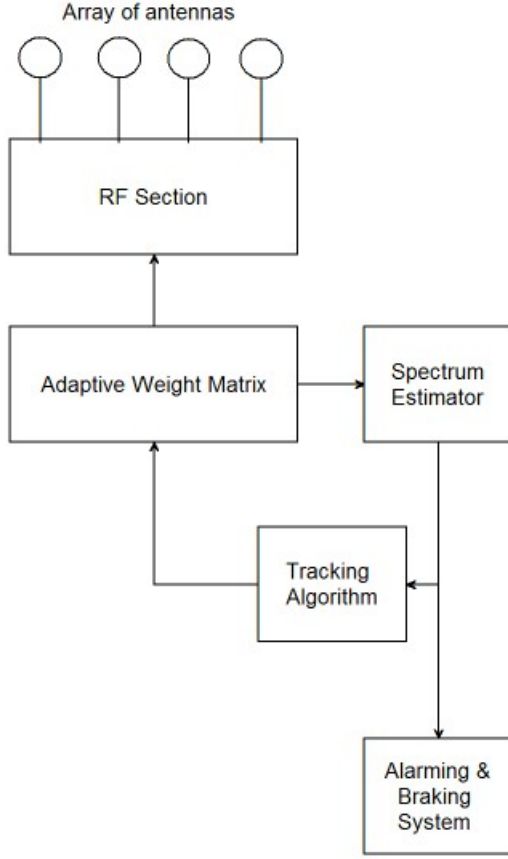 Array of antennas
RF Section
Adaptive Weight Matrix
Spectrum
Estimator
Tracking
Algorithm
Alarming &
Braking
System